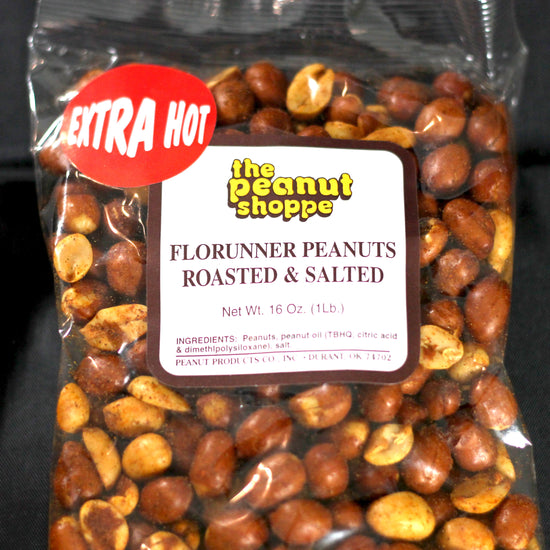 EXTRA HOT
the
peanut
shoppe
FLORUNNER PEANUTS
ROASTED & SALTED
Net Wt. 16 Oz. (1Lb.)
INGREDIENTS: Peanuts, peanut oil (TBHQ, citric acid
& dimethlpolysiloxane), salt.
PEANUT PRODUCTS CO., INC. • DURANT, OK 74702